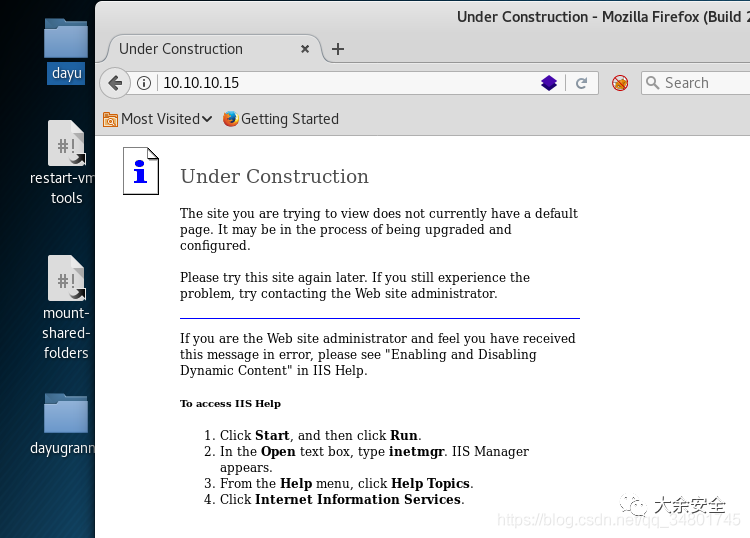 dayu
restart-vm
tools
mount-
shared-
folders
dayugrann
Under Construction - Mozilla Firefox (Build 2
Under Construction
10.10.10.15
Search
Most Visited
Getting Started
Under Construction
The site you are trying to view does not currently have a default
page. It may be in the process of being upgraded and
configured.
Please try this site again later. If you still experience the
problem, try contacting the Web site administrator.
If you are the Web site administrator and feel you have received
this message in error, please see "Enabling and Disabling
Dynamic Content" in IIS Help.
To access IIS Help
1. Click Start, and then click Run.
2. In the Open text box, type inetmgr. IIS Manager
appears.
3. From the Help menu, click Help Topics.
4. Click Internet Information Services.
大余安全
https://blog.csdn.net/qq_34801745